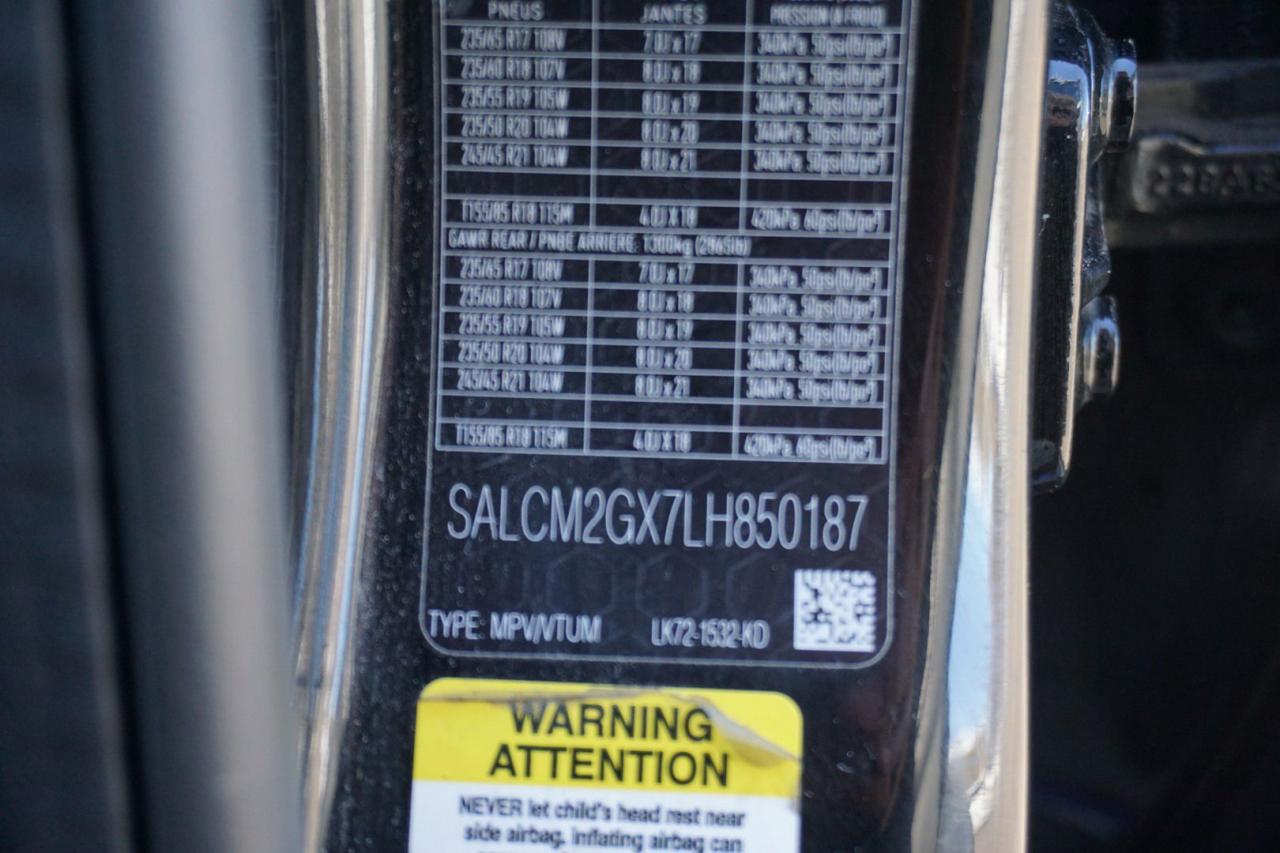 PNEUS JANTES PRESSION (A FROID)
235/65 R17 108V 7.0J x 17 340kPa, 50psi(lb/po²)
235/60 R18 107V 8.0J x 18 340kPa, 50psi(lb/po²)
235/55 R19 105W 8.0J x 19 340kPa, 50psi(lb/po²)
235/50 R20 104W 8.0J x 20 340kPa, 50psi(lb/po²)
245/45 R21 104W 8.0J x 21 340kPa, 50psi(lb/po²)
T155/85 R18 115M 4.0J X 18 420kPa, 60psi(lb/po²)
GAWR REAR / PNBE ARRIERE: 1300kg (2865lb)
235/65 R17 108V 7.0J x 17 340kPa, 50psi(lb/po²)
235/60 R18 107V 8.0J x 18 340kPa, 50psi(lb/po²)
235/55 R19 105W 8.0J x 19 340kPa, 50psi(lb/po²)
235/50 R20 104W 8.0J x 20 340kPa, 50psi(lb/po²)
245/45 R21 104W 8.0J x 21 340kPa, 50psi(lb/po²)
T155/85 R18 115M 4.0J X 18 420kPa, 60psi(lb/po²)
SALCM2GX7LH850187
TYPE: MPV/VTUM LK72-1532-KD
WARNING
ATTENTION
NEVER let child's head rest near
side airbag. Inflating airbag can